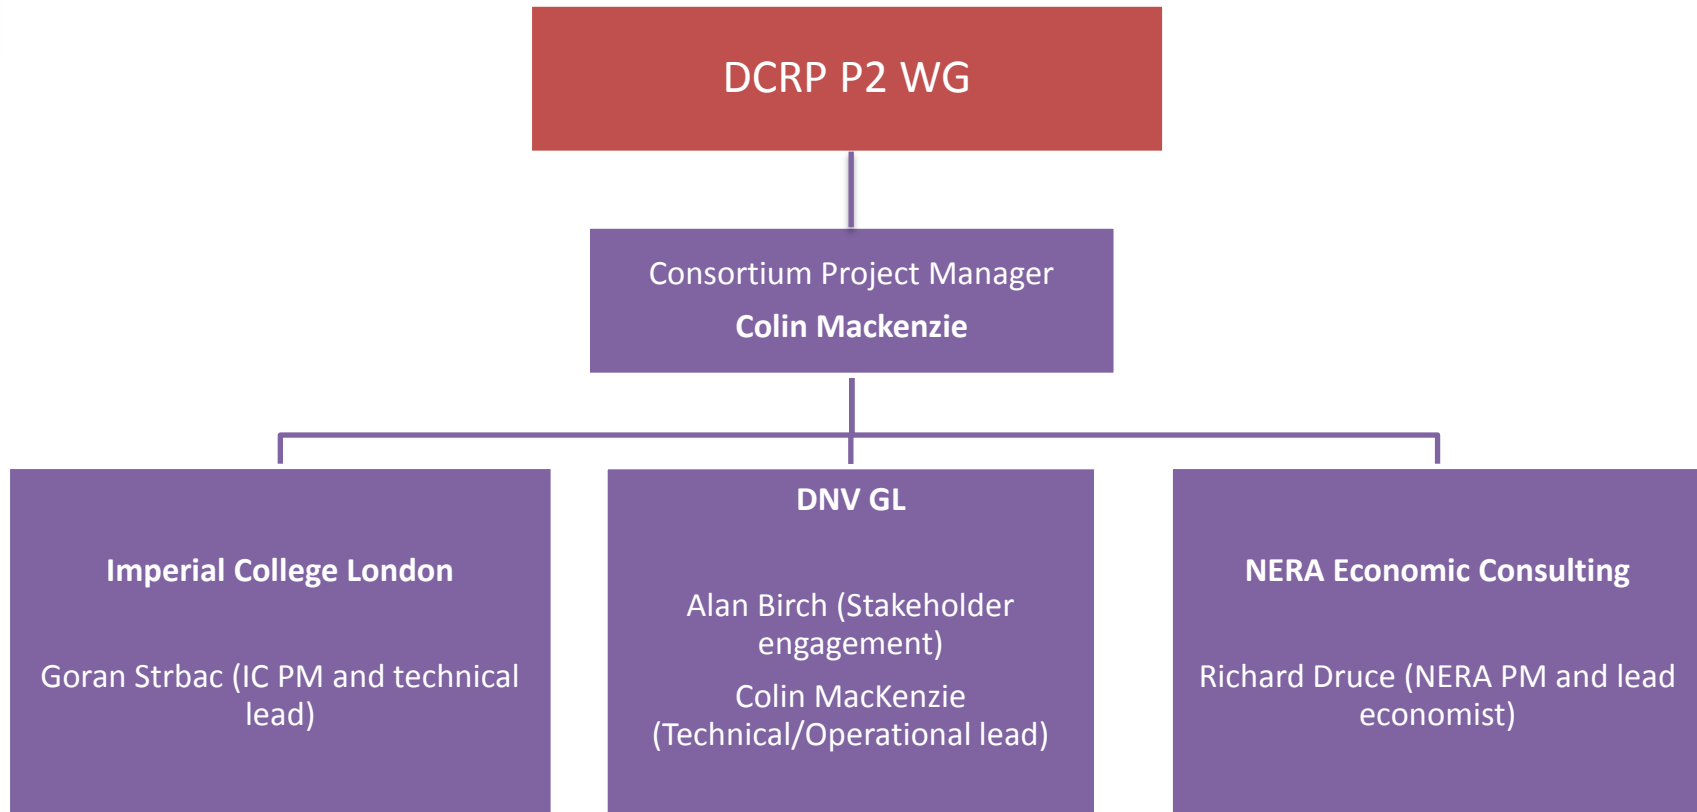 DCRP P2 WG
Consortium Project Manager
Colin Mackenzie
Imperial College London
Goran Strbac (IC PM and technical
lead)
DNV GL
Alan Birch (Stakeholder
engagement)
Colin MacKenzie
(Technical/Operational lead)
NERA Economic Consulting
Richard Druce (NERA PM and lead
economist)